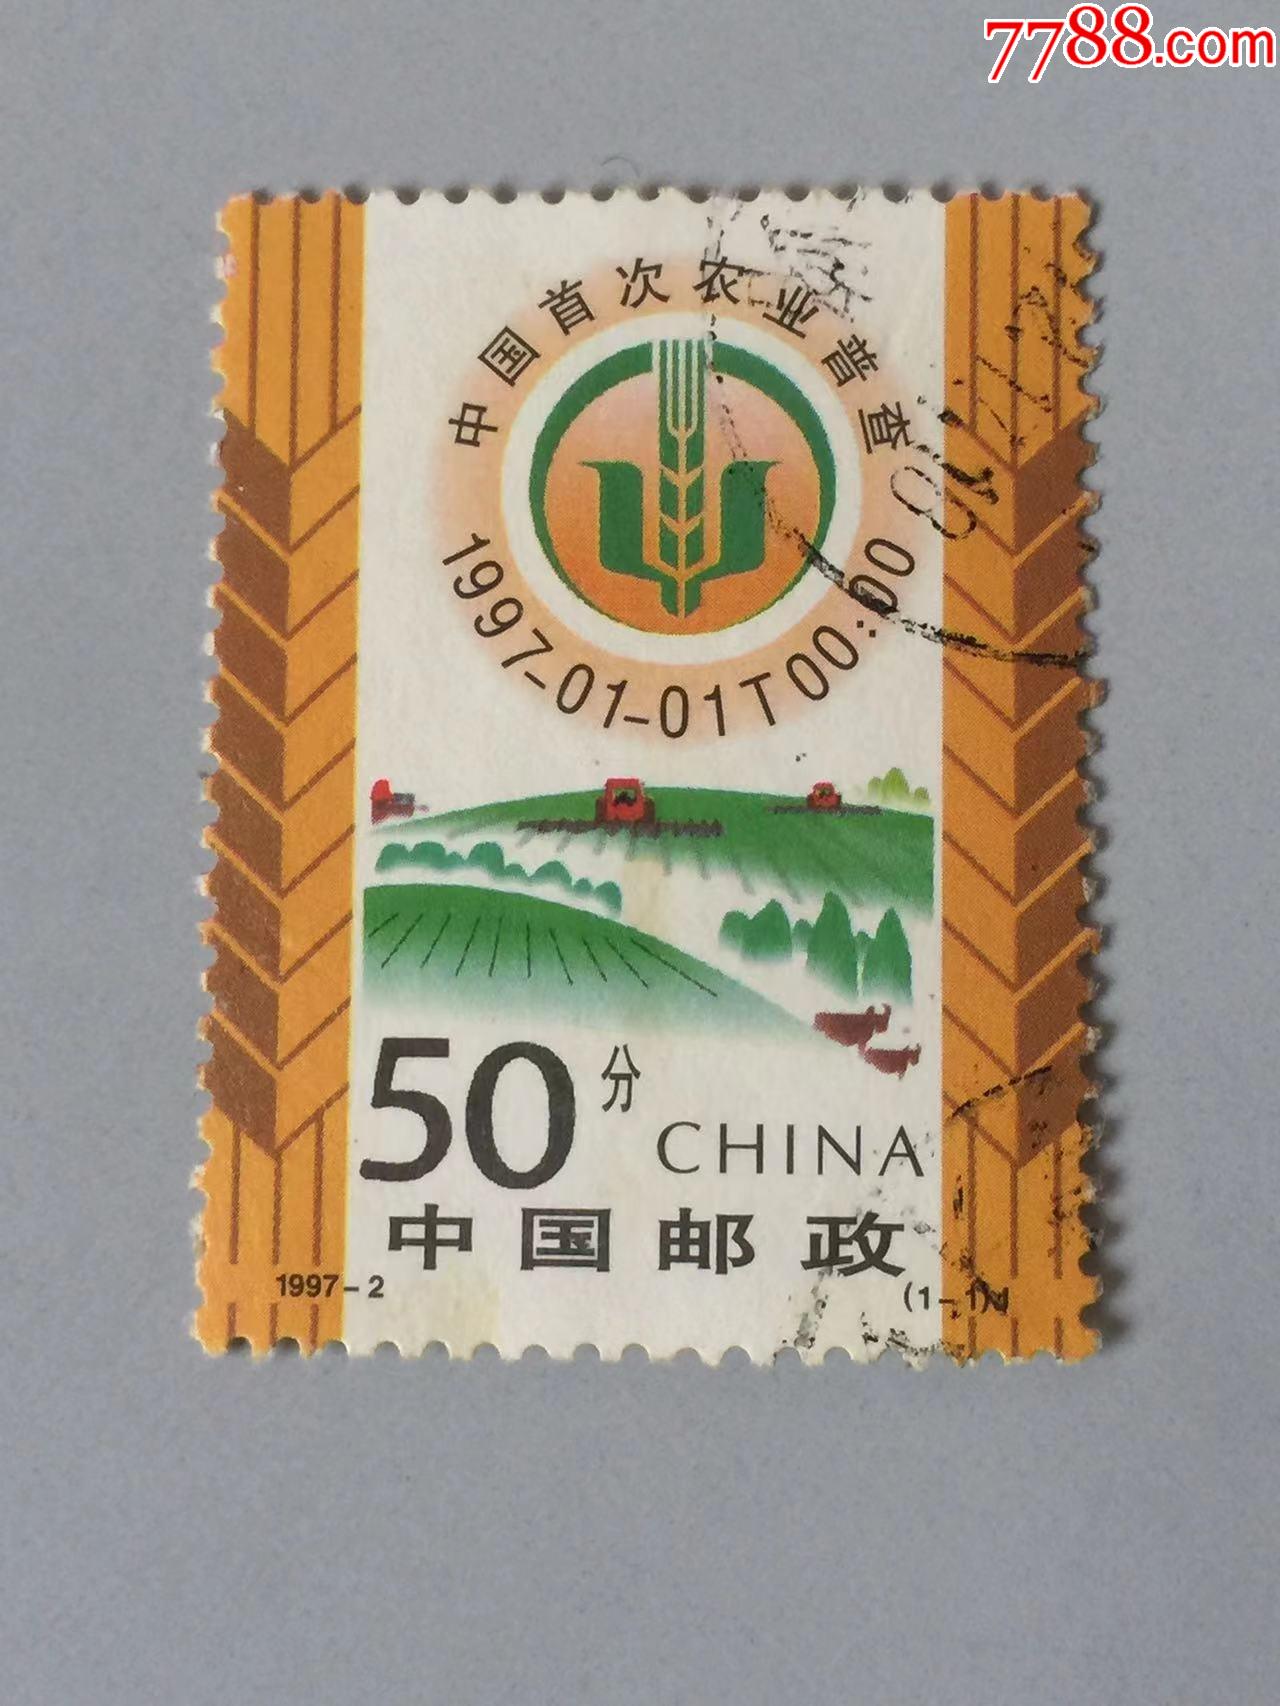 7788.com
中国首次农业普查
1997-01-01T00:00
50分
CHINA
中国邮政
1997-2
(1-1)J